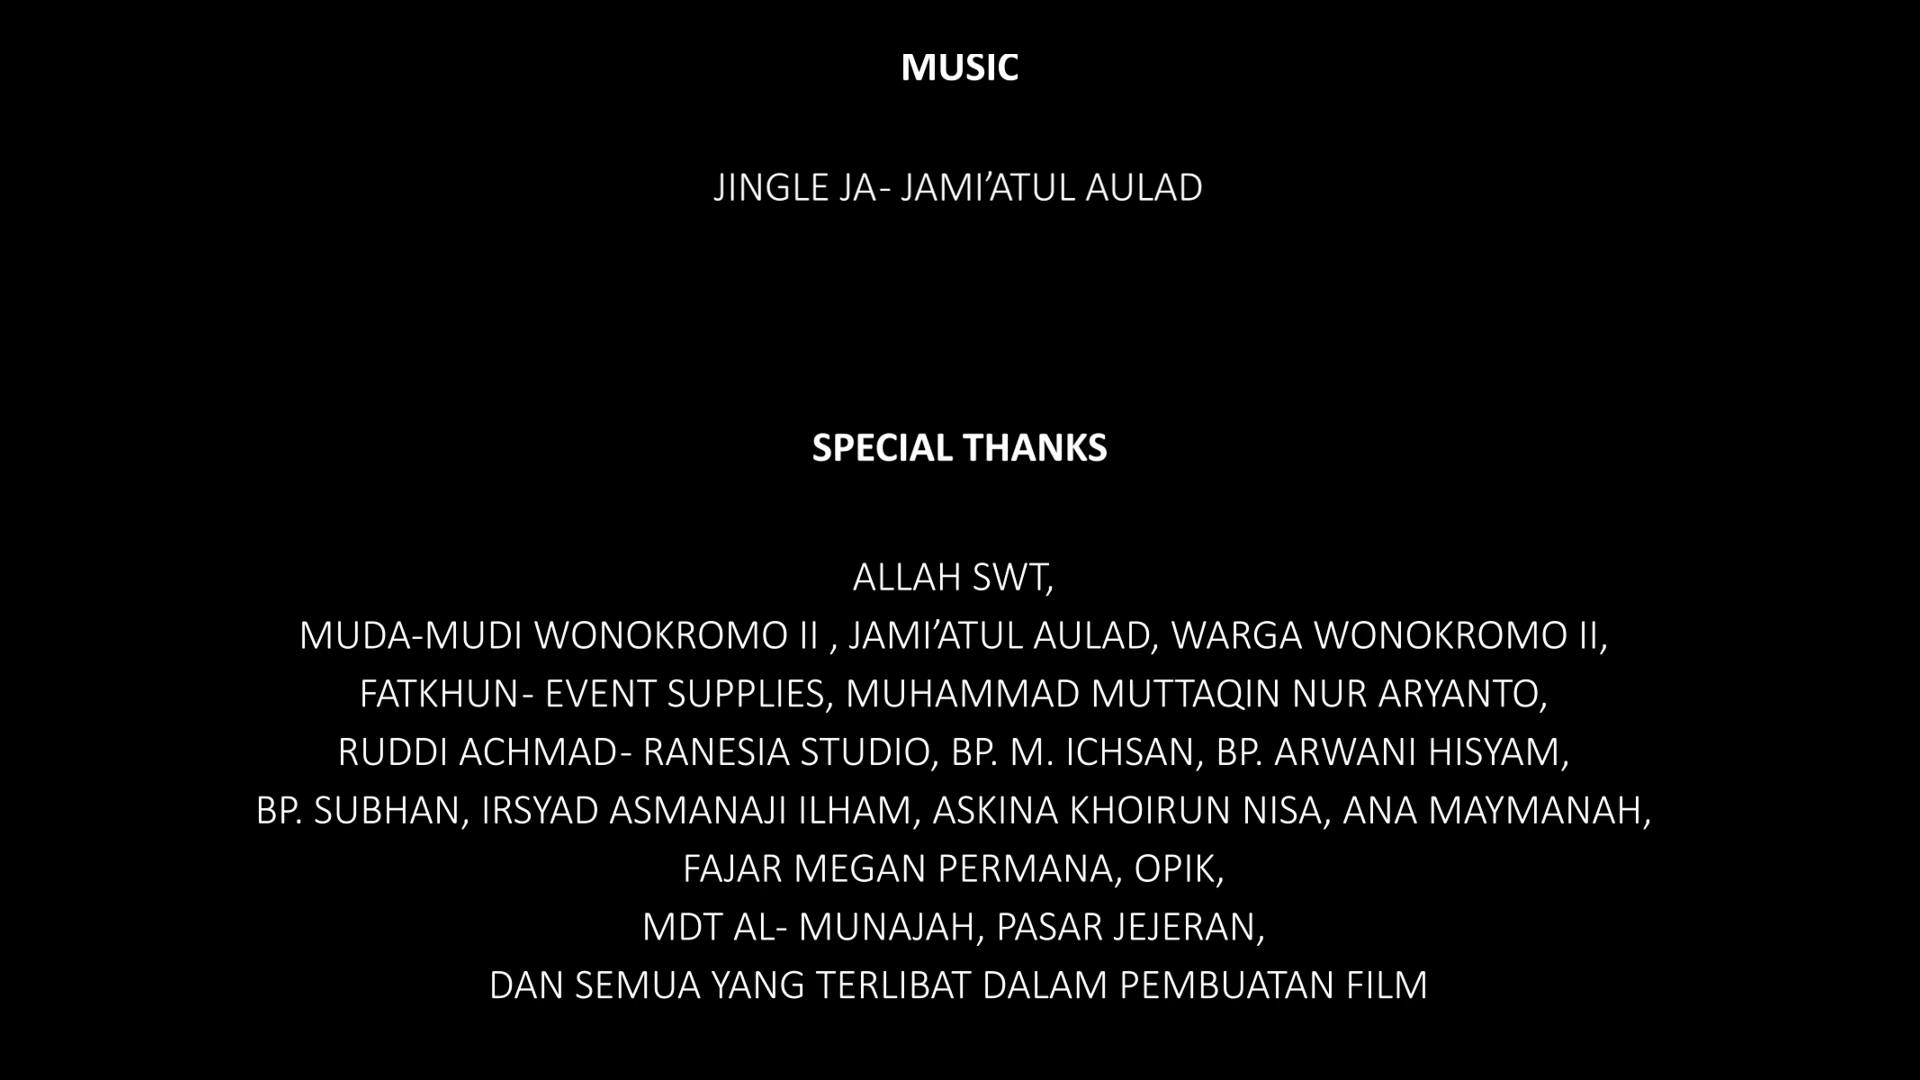 MUSIC
JINGLE JA- JAMI’ATUL AULAD
SPECIAL THANKS
ALLAH SWT,
MUDA-MUDI WONOKROMO II , JAMI’ATUL AULAD, WARGA WONOKROMO II,
FATKHUN- EVENT SUPPLIES, MUHAMMAD MUTTAQIN NUR ARYANTO,
RUDDI ACHMAD- RANESIA STUDIO, BP. M. ICHSAN, BP. ARWANI HISYAM,
BP. SUBHAN, IRSYAD ASMANAJI ILHAM, ASKINA KHOIRUN NISA, ANA MAYMANAH,
FAJAR MEGAN PERMANA, OPIK,
MDT AL- MUNAJAH, PASAR JEJERAN,
DAN SEMUA YANG TERLIBAT DALAM PEMBUATAN FILM